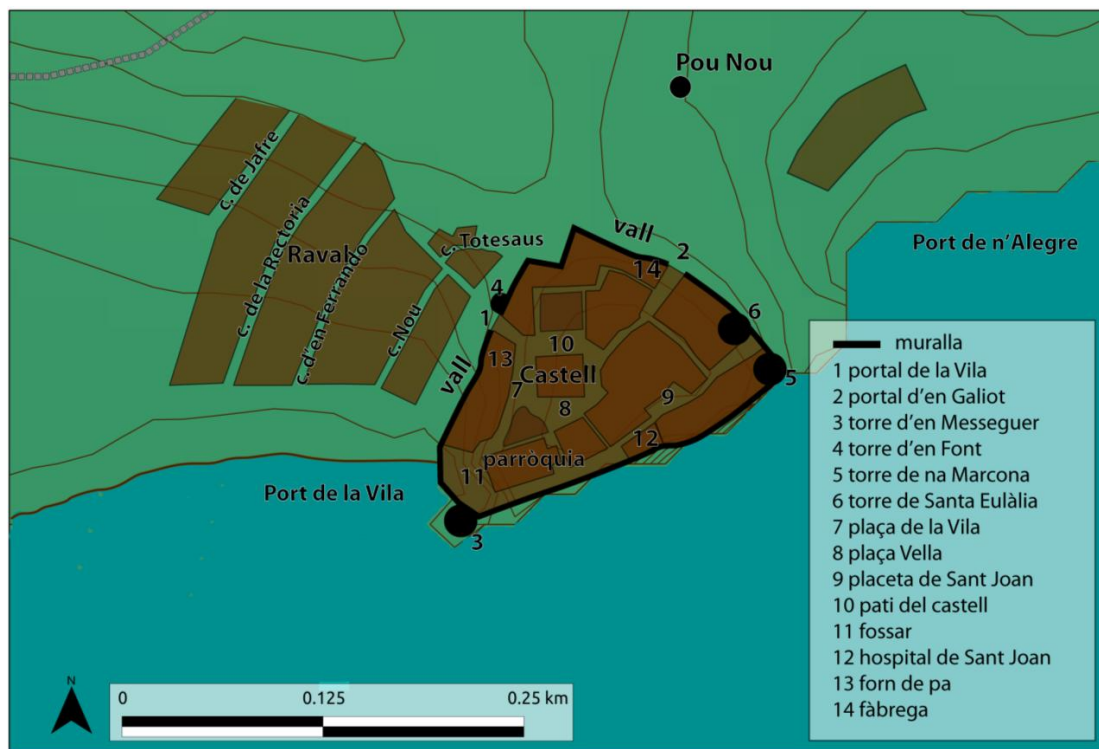 Pou Nou
c. de Jafre
c. de la Rectoria
Raval
c. d'en Ferrando
c. Totesaus
c. Nou
vall
2
14
Port de n'Alegre
4
1
6
vall
13
10
Castell
5
7
8
9
12
parròquia
11
Port de la Vila
3
muralla
1 portal de la Vila
2 portal d'en Galiot
3 torre d'en Messeguer
4 torre d'en Font
5 torre de na Marcona
6 torre de Santa Eulàlia
7 plaça de la Vila
8 plaça Vella
9 placeta de Sant Joan
10 pati del castell
11 fossar
12 hospital de Sant Joan
13 forn de pa
14 fàbrega
N
0 0.125 0.25 km